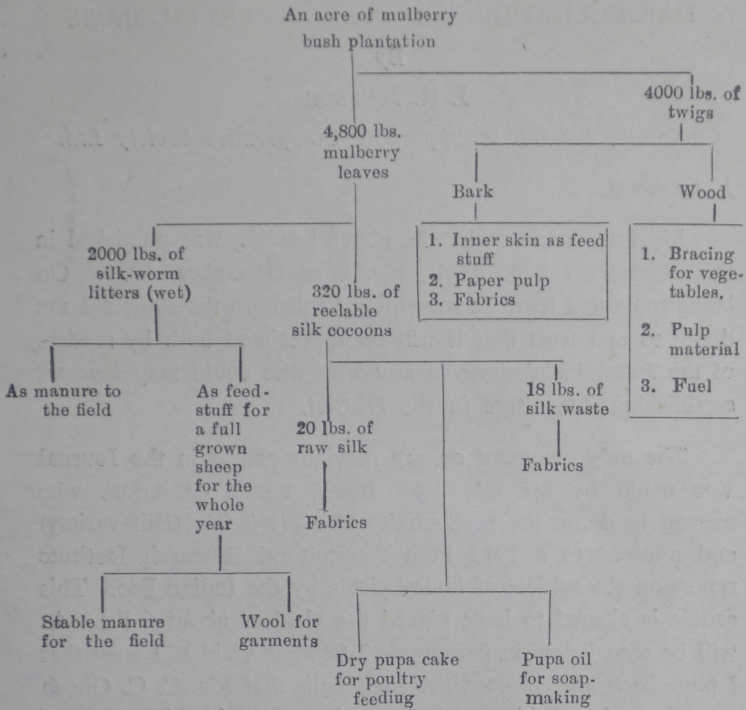 An acre of mulberry
bush plantation
4000 lbs. of
twigs
4,800 lbs.
mulberry
leaves
Bark
Wood
1. Inner skin as feed
stuff
2. Paper pulp
3. Fabrics
1. Bracing
for vege-
tables.
2. Pulp
material
3. Fuel
2000 lbs. of
silk-worm
litters (wet)
320 lbs. of
reelable
silk cocoons
As manure to
the field
As feed-
stuff for
a full
grown
sheep
for the
whole
year
20 lbs. of
raw silk
Fabrics
18 lbs. of
silk waste
Fabrics
Stable manure
for the field
Wool for
garments
Dry pupa cake
for poultry
feeding
Pupa oil
for soap-
making